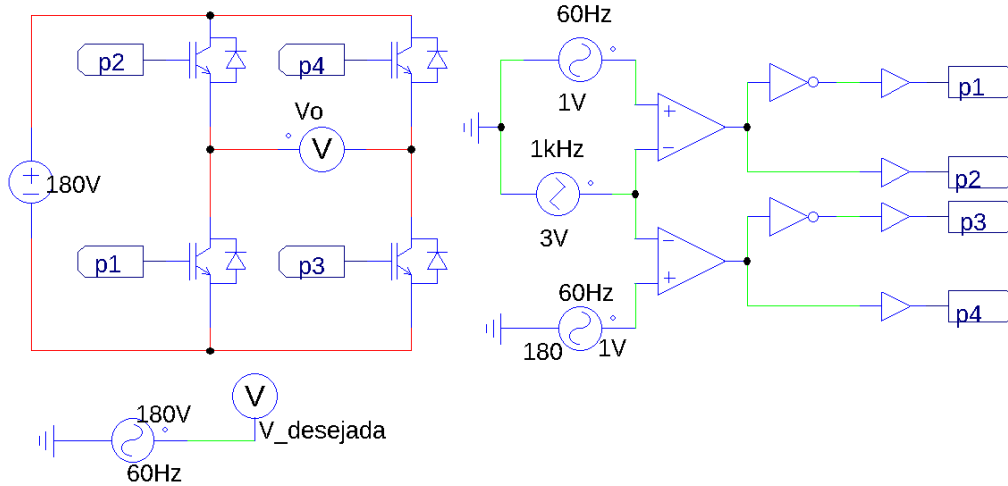 60Hz
p2
p4
p1
1V
Vo
V
1kHz
180V
p2
3V
p3
p1
p3
60Hz
180
1V
p4
V
180V
V_desejada
60Hz